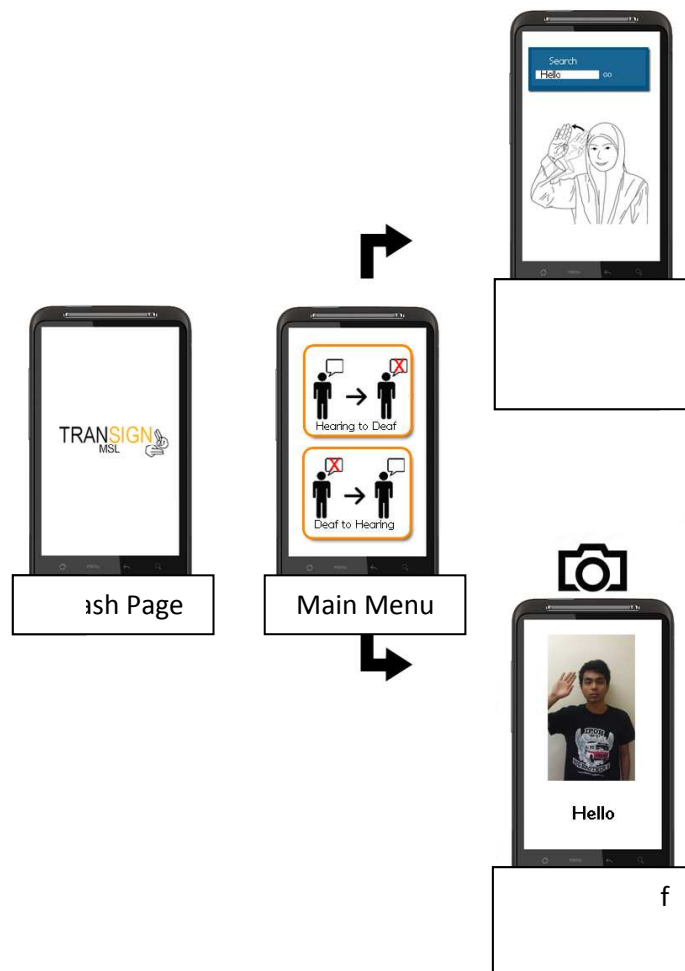 Search
Hello GO
TRANSIGN
MSL
Hearing to Deaf
Deaf to Hearing
ash Page
Main Menu
Hello
f